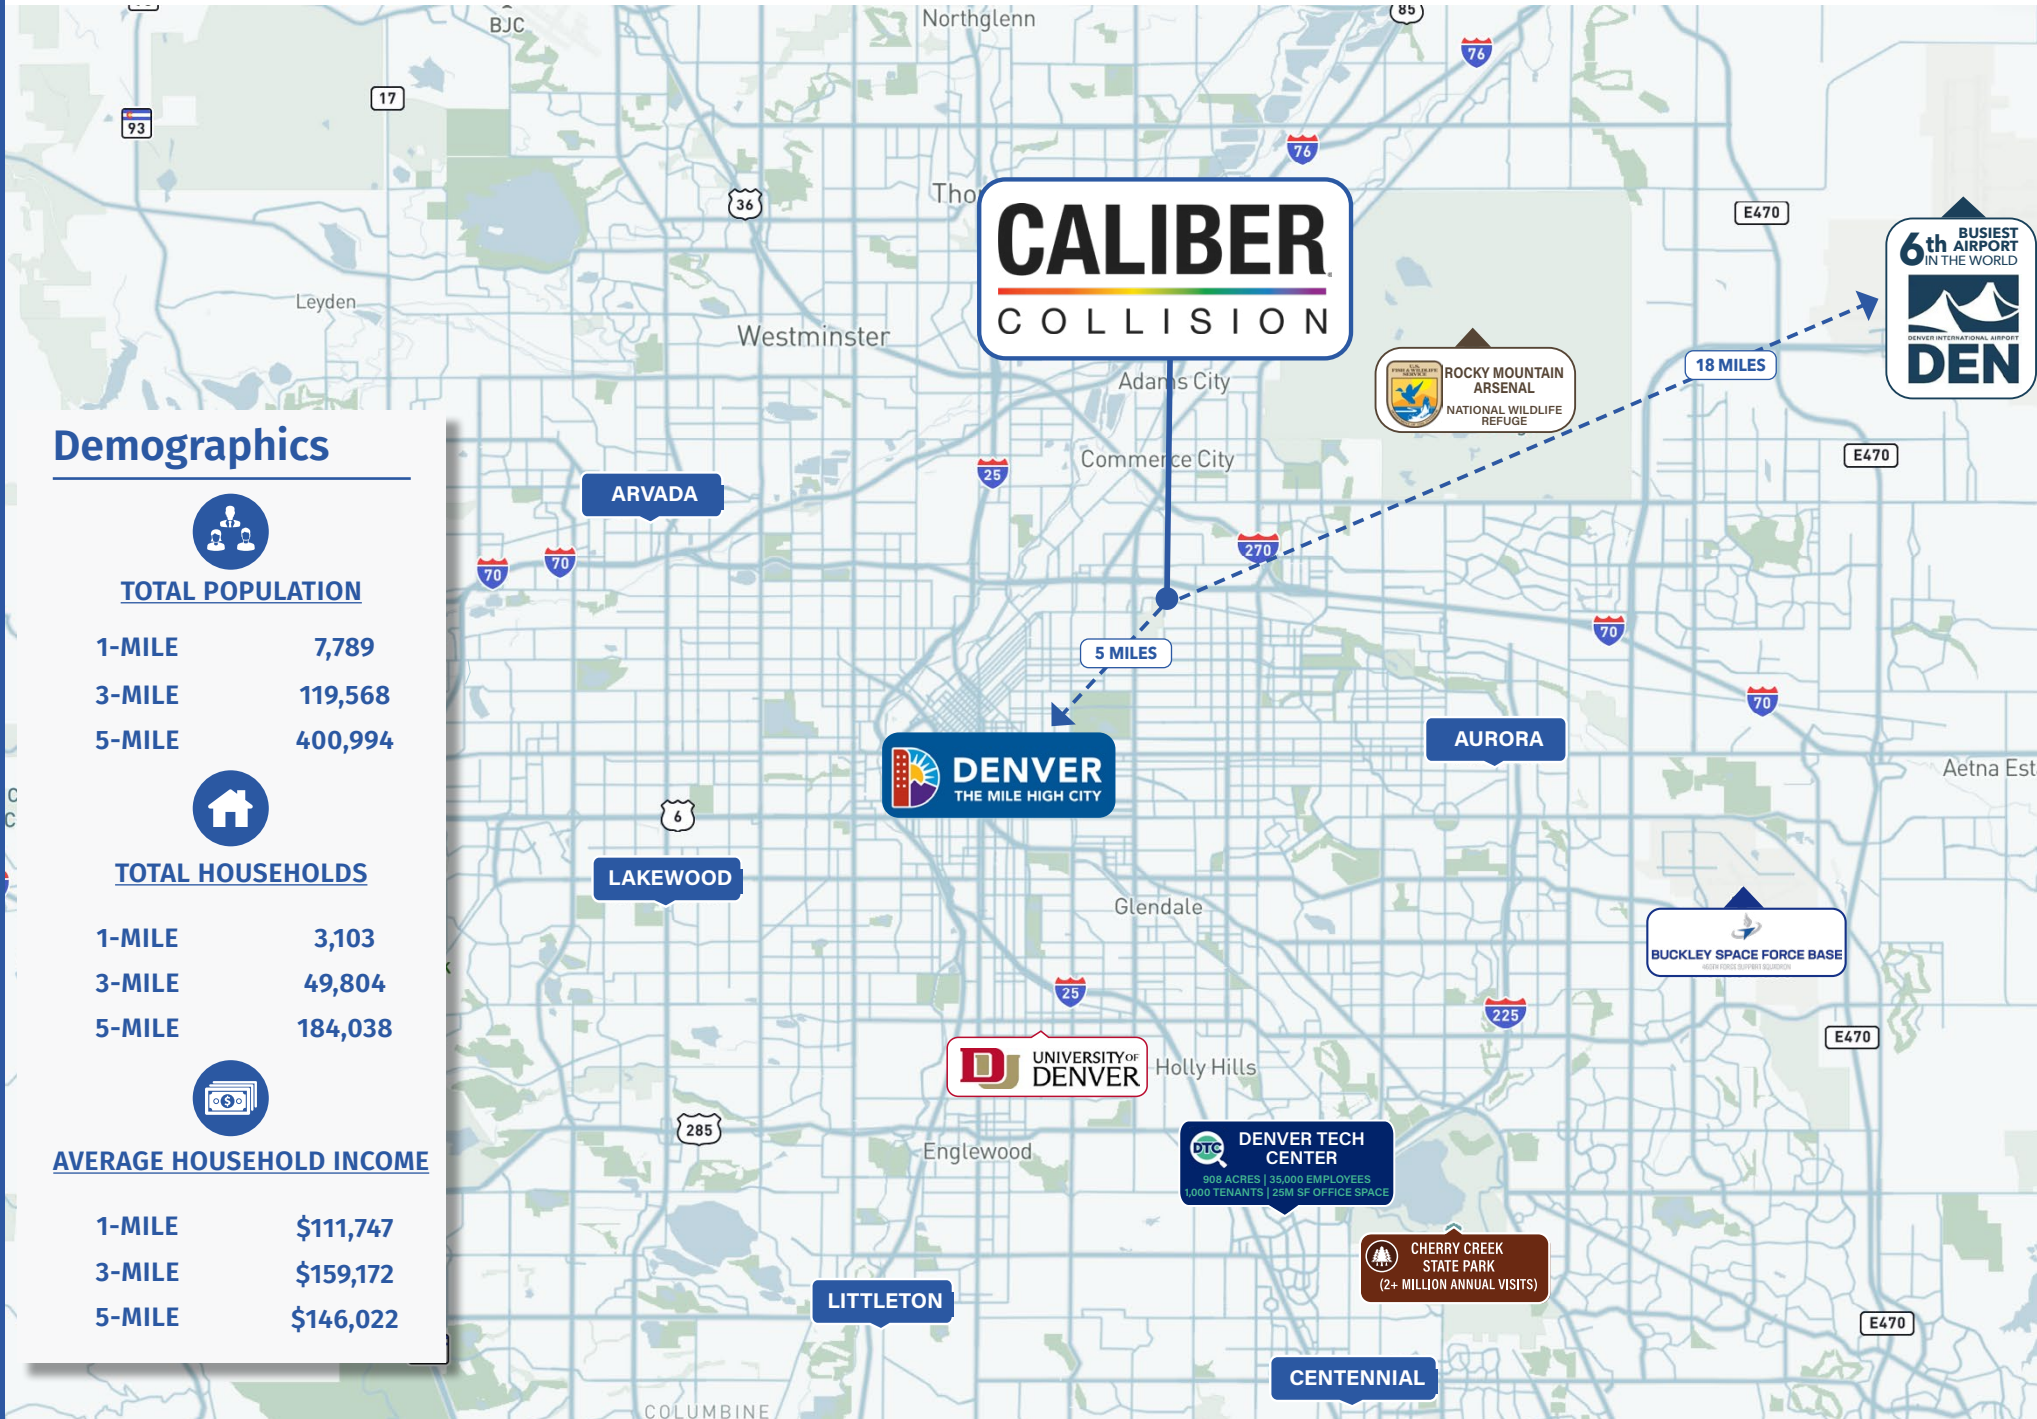 BJC
Northglenn
85
76
17
93
76
36
Tho
E470
CALIBER
COLLISION
6th BUSIEST
AIRPORT
IN THE WORLD
DENVER INTERNATIONAL AIRPORT
DEN
Leyden
Westminster
18 MILES
ROCKY MOUNTAIN
ARSENAL
NATIONAL WILDLIFE
REFUGE
Adams City
Commerce City
25
E470
ARVADA
270
70
70
70
5 MILES
70
DENVER
THE MILE HIGH CITY
AURORA
Aetna Est
6
LAKEWOOD
Glendale
BUCKLEY SPACE FORCE BASE
25
225
E470
UNIVERSITY OF
DENVER
Holly Hills
285
Englewood
DTC
DENVER TECH
CENTER
908 ACRES | 35,000 EMPLOYEES
1,000 TENANTS | 25M SF OFFICE SPACE
CHERRY CREEK
STATE PARK
(2+ MILLION ANNUAL VISITS)
LITTLETON
E470
CENTENNIAL
COLUMBINE
Demographics
TOTAL POPULATION
1-MILE 7,789
3-MILE 119,568
5-MILE 400,994
TOTAL HOUSEHOLDS
1-MILE 3,103
3-MILE 49,804
5-MILE 184,038
AVERAGE HOUSEHOLD INCOME
1-MILE $111,747
3-MILE $159,172
5-MILE $146,022